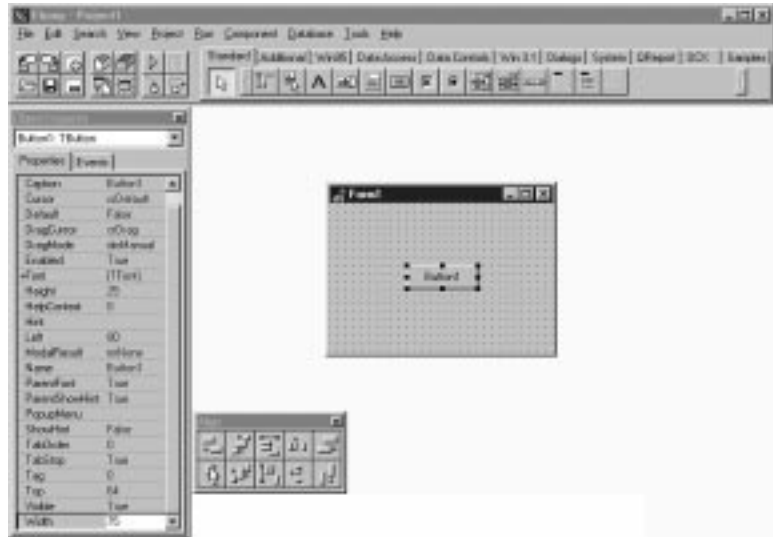 Ebony - Project1
File Edit Search View Project Run Component Database Tools Help
Standard Additional Win95 Data Access Data Controls Win 3.1 Dialogs System QReport OCX Samples
Button1: TButton
Properties Events
Caption Button1
Cursor crDefault
Default False
DragCursor crDrag
DragMode dmManual
Enabled True
+Font (TFont)
Height 25
HelpContext 0
Hint
Left 80
ModalResult mrNone
Name Button1
ParentFont True
ParentShowHint True
PopupMenu
ShowHint False
TabOrder 0
TabStop True
Tag 0
Top 64
Visible True
Width 75
Form1
Button1
Align